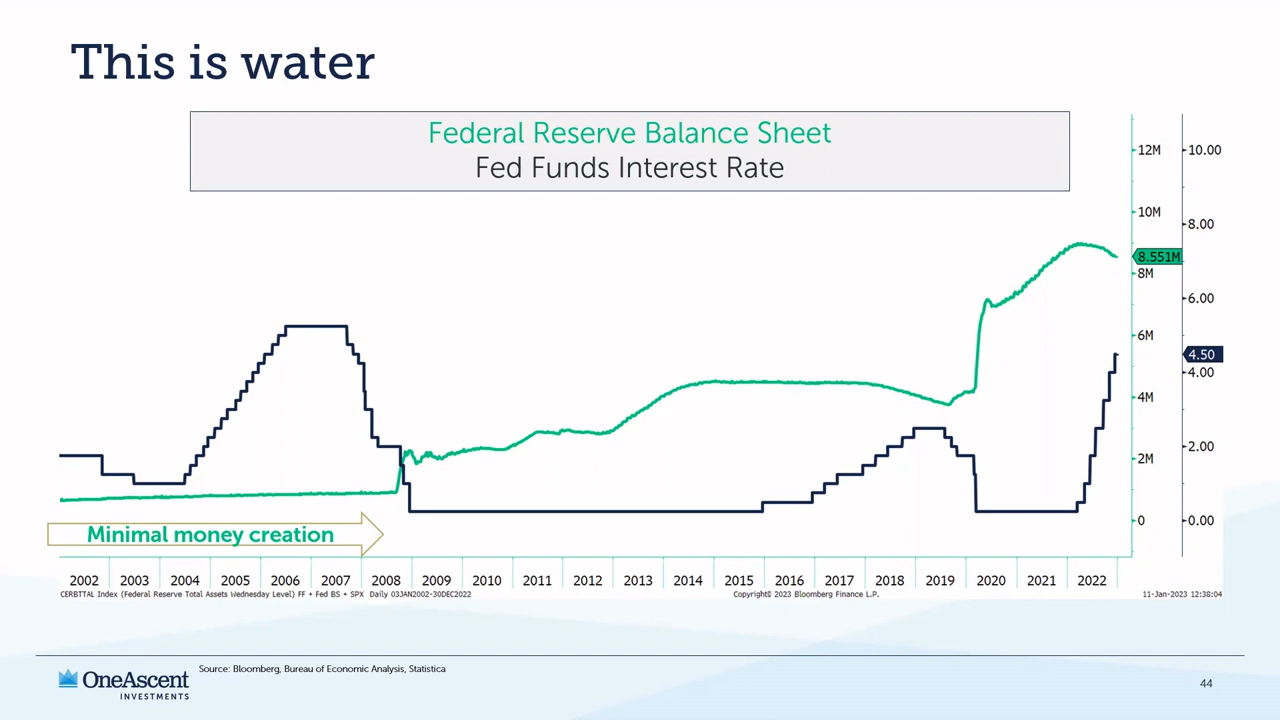 This is water
Federal Reserve Balance Sheet
Fed Funds Interest Rate
12M
10M
8.551M
8M
6M
4M
2M
0
10.00
8.00
6.00
4.50
4.00
2.00
0.00
Minimal money creation
2002 2003 2004 2005 2006 2007 2008 2009 2010 2011 2012 2013 2014 2015 2016 2017 2018 2019 2020 2021 2022
CERBTTAL Index (Federal Reserve Total Assets Wednesday Level) FF + Fed BS + SPX Daily 03JAN2002-30DEC2022
Copyright© 2023 Bloomberg Finance L.P.
11-Jan-2023 12:38:04
Source: Bloomberg, Bureau of Economic Analysis, Statistica
OneAscent
INVESTMENTS
44